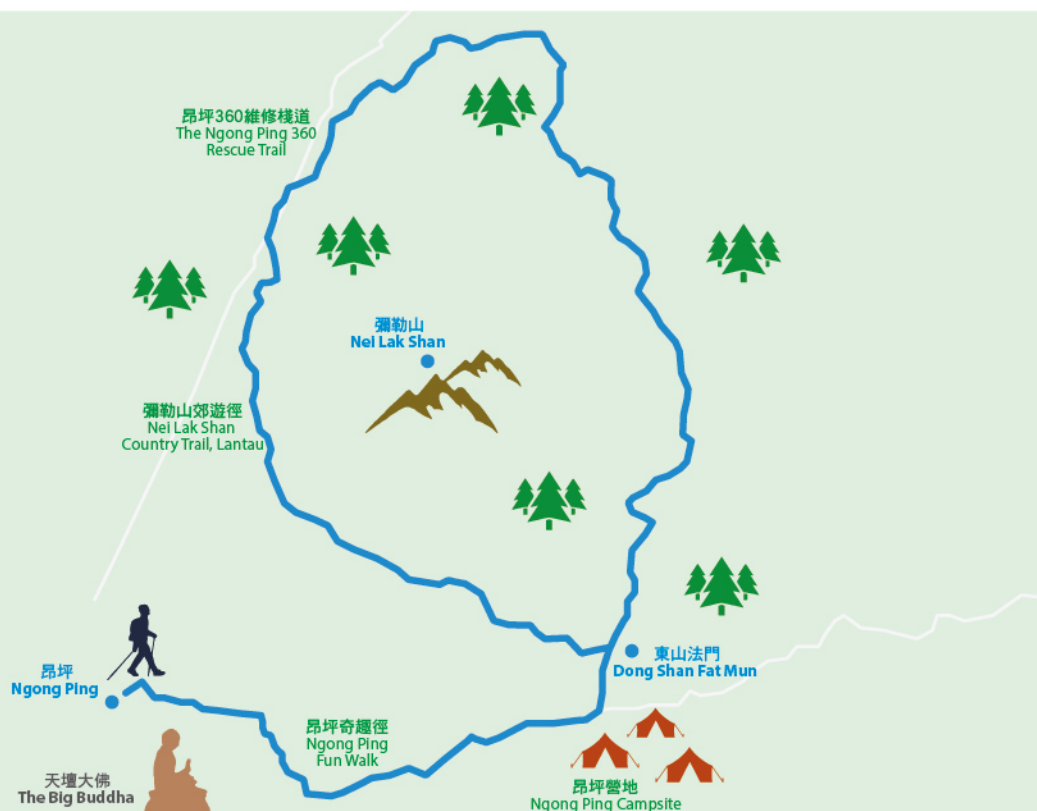 昂坪360維修棧道
The Ngong Ping 360
Rescue Trail
彌勒山
Nei Lak Shan
彌勒山郊遊徑
Nei Lak Shan
Country Trail, Lantau
東山法門
Dong Shan Fat Mun
昂坪
Ngong Ping
昂坪奇趣徑
Ngong Ping
Fun Walk
天壇大佛
The Big Buddha
昂坪營地
Ngong Ping Campsite